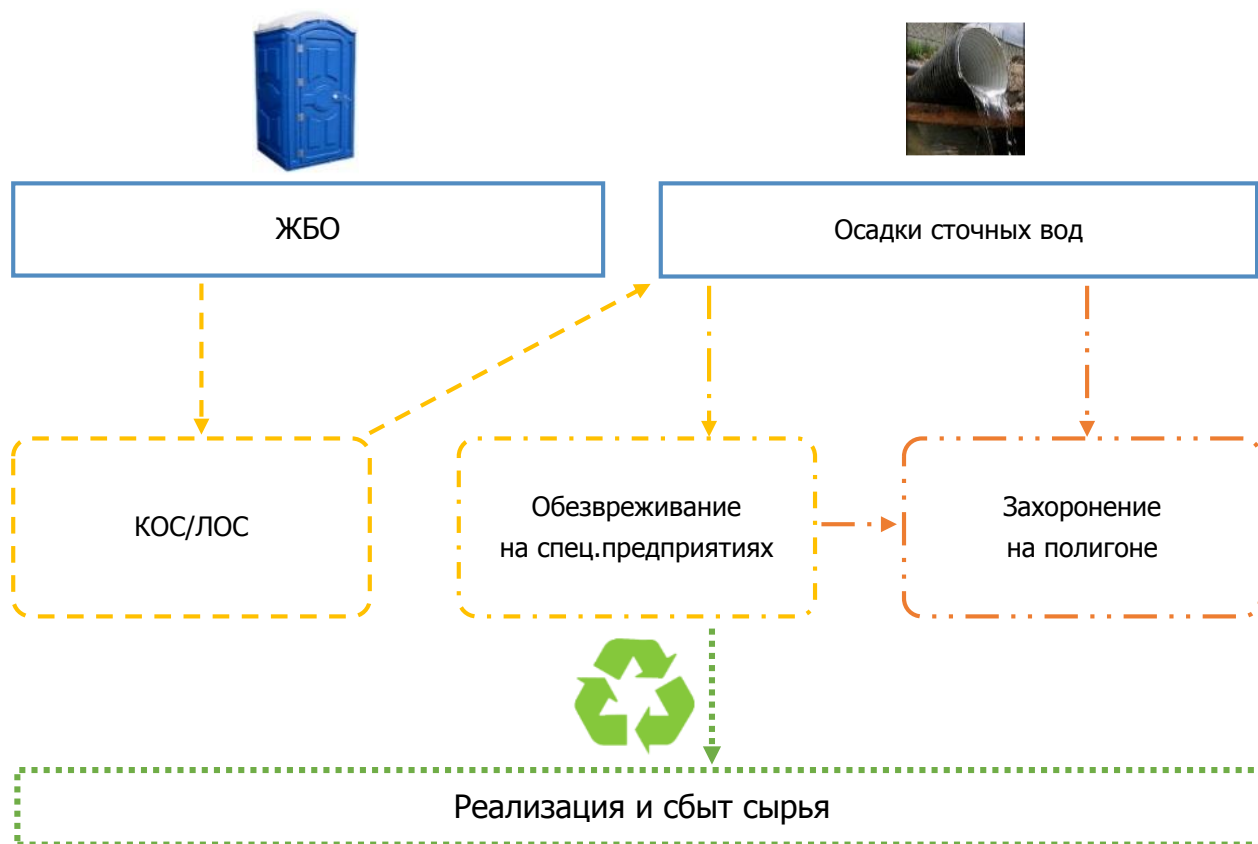 ЖБО
Осадки сточных вод
КОС/ЛОС
Обезвреживание
на спец.предприятиях
Захоронение
на полигоне
Реализация и сбыт сырья